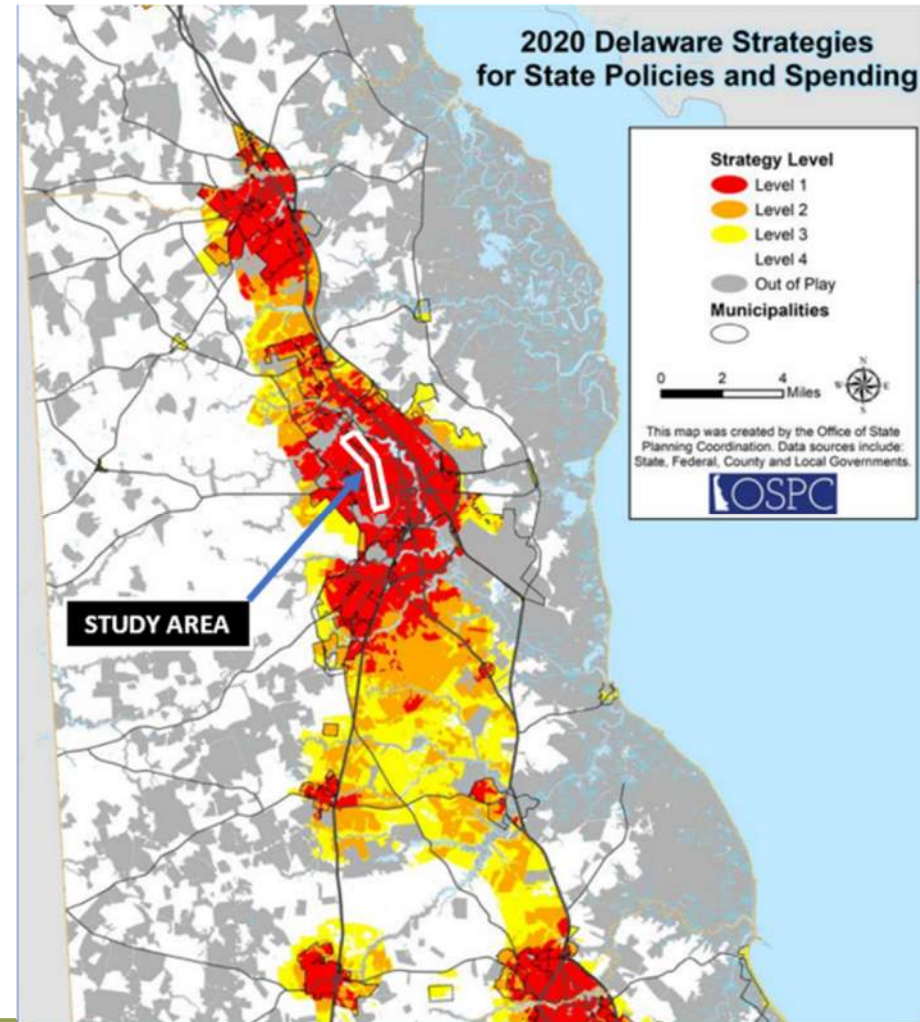 2020 Delaware Strategies
for State Policies and Spending
Strategy Level
Level 1
Level 2
Level 3
Level 4
Out of Play
Municipalities
0 2 4
Miles
N
W E
S
This map was created by the Office of State
Planning Coordination. Data sources include:
State, Federal, County and Local Governments.
OSPC
STUDY AREA